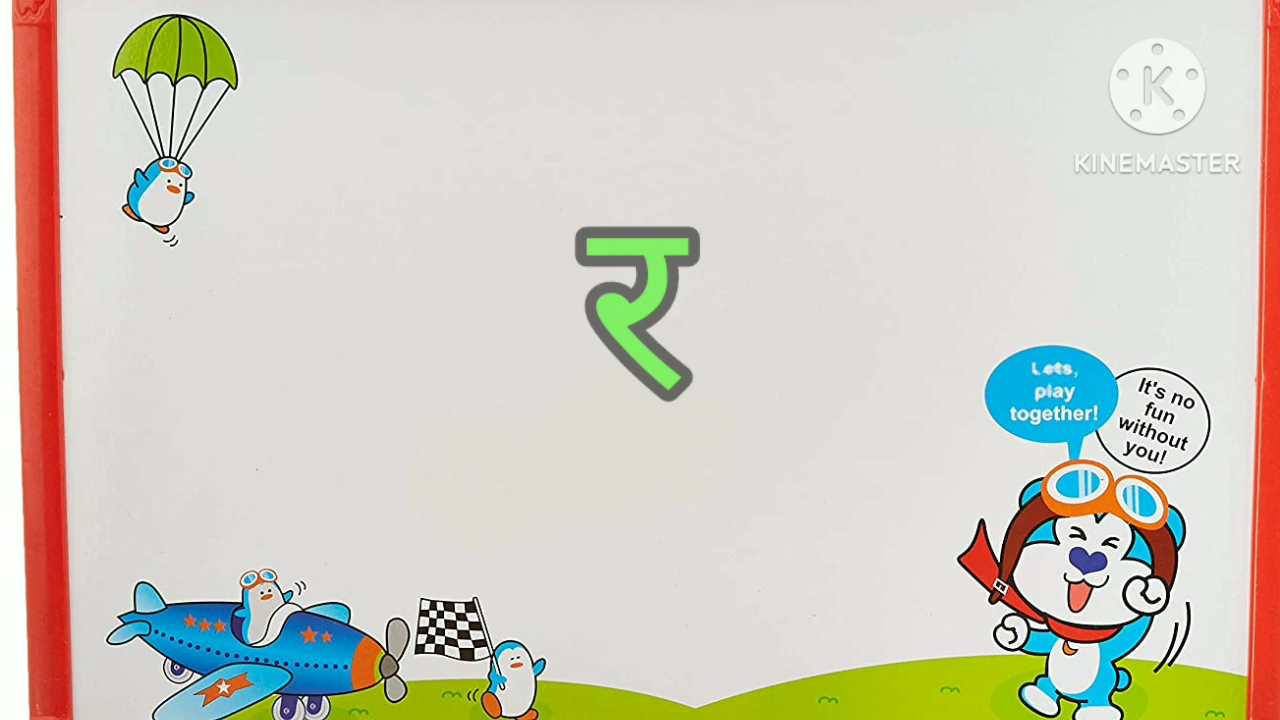 K
KINEMASTER
र
Lets,
play
together!
It's no
fun
without
you!